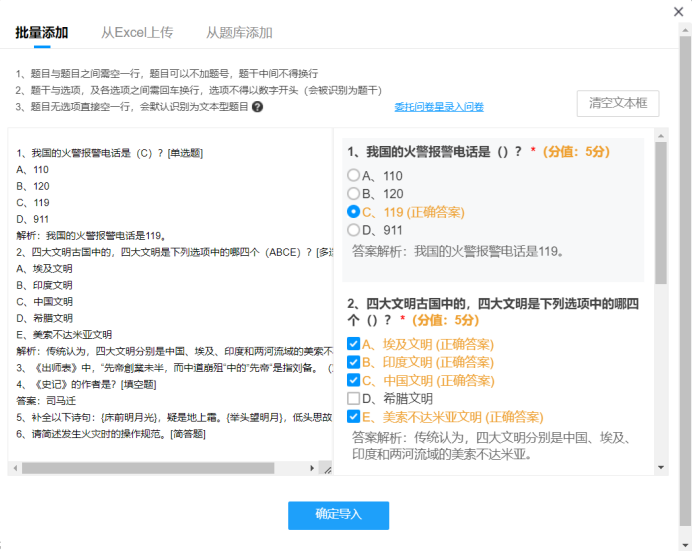 批量添加
从Excel上传
从题库添加
1、题目与题目之间需空一行，题目可以不加题号，题干中间不得换行
2、题干与选项，及各选项之间需回车换行，选项不得以数字开头（会被识别为题干）
3、题目无选项直接空一行，会默认识别为文本型题目 ?
委托问卷星录入问卷
清空文本框
1、我国的火警报警电话是（C）？[单选题]
A、110
B、120
C、119
D、911
解析：我国的火警报警电话是119。
2、四大文明古国中的，四大文明是下列选项中的哪四个（ABCE）？[多
A、埃及文明
B、印度文明
C、中国文明
D、希腊文明
E、美索不达米亚文明
解析：传统认为，四大文明分别是中国、埃及、印度和两河流域的美索不
3、《出师表》中，“先帝创业未半，而中道崩殂”中的“先帝”是指刘备。
4、《史记》的作者是？[填空题]
答案：司马迁
5、补全以下诗句：{床前明月光}，疑是地上霜。{举头望明月}，低头思故
6、请简述发生火灾时的操作规范。[简答题]
1、我国的火警报警电话是（）？ *（分值：5分）
A、110
B、120
C、119 (正确答案)
D、911
答案解析：我国的火警报警电话是119。
2、四大文明古国中的，四大文明是下列选项中的哪四
个（）？ *（分值：5分）
A、埃及文明 (正确答案)
B、印度文明 (正确答案)
C、中国文明 (正确答案)
D、希腊文明
E、美索不达米亚文明 (正确答案)
答案解析：传统认为，四大文明分别是中国、埃及、
印度和两河流域的美索不达米亚。
确定导入